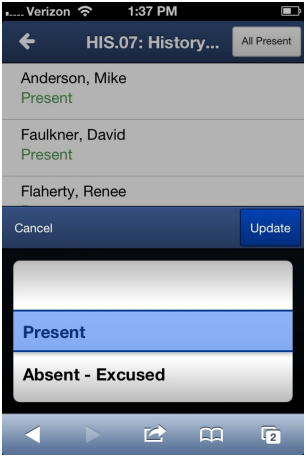 Verizon 1:37 PM
HIS.07: History... All Present
Anderson, Mike
Present
Faulkner, David
Present
Flaherty, Renee
Cancel Update
Present
Absent - Excused
2